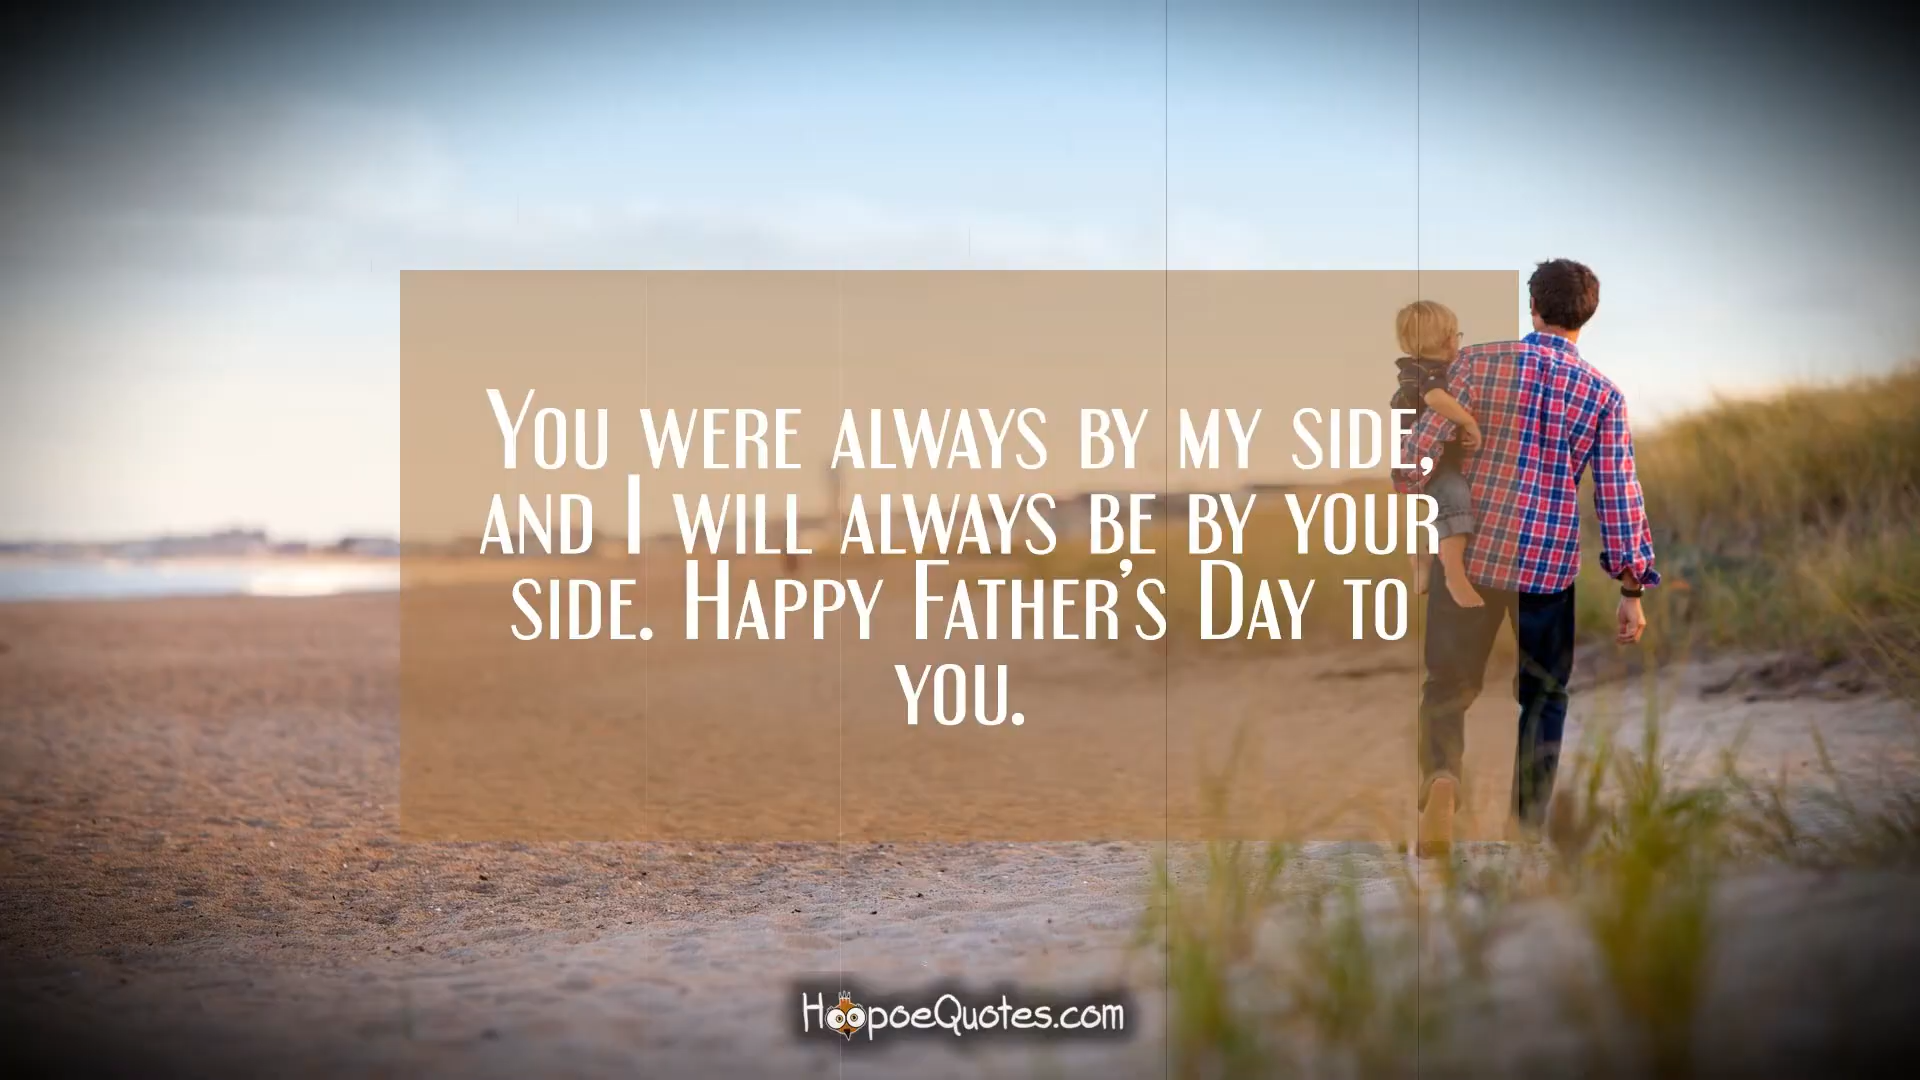 You were always by my side,
and I will always be by your
side. Happy Father's Day to
you.
HoopoeQuotes.com